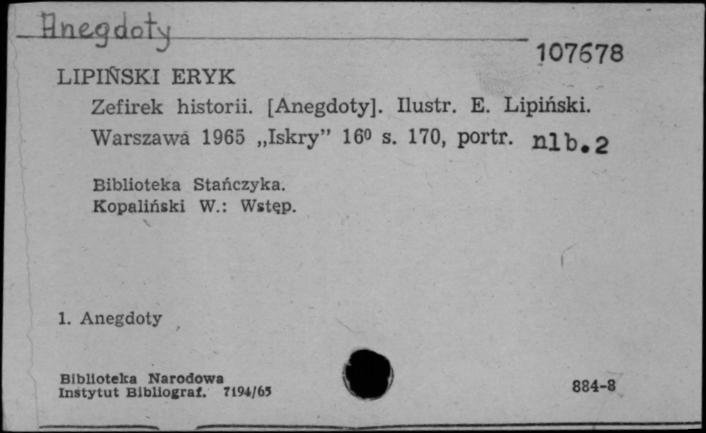 Anegdoty
107678
LIPIŃSKI ERYK
Zefirek historii. [Anegdoty]. Ilustr. E. Lipiński.
Warszawa 1965 „Iskry” 16⁰ s. 170, portr. nlb.2
Biblioteka Stańczyka.
Kopaliński W.: Wstęp.
1. Anegdoty
Biblioteka Narodowa
Instytut Bibliograf. 7194/65
884-8